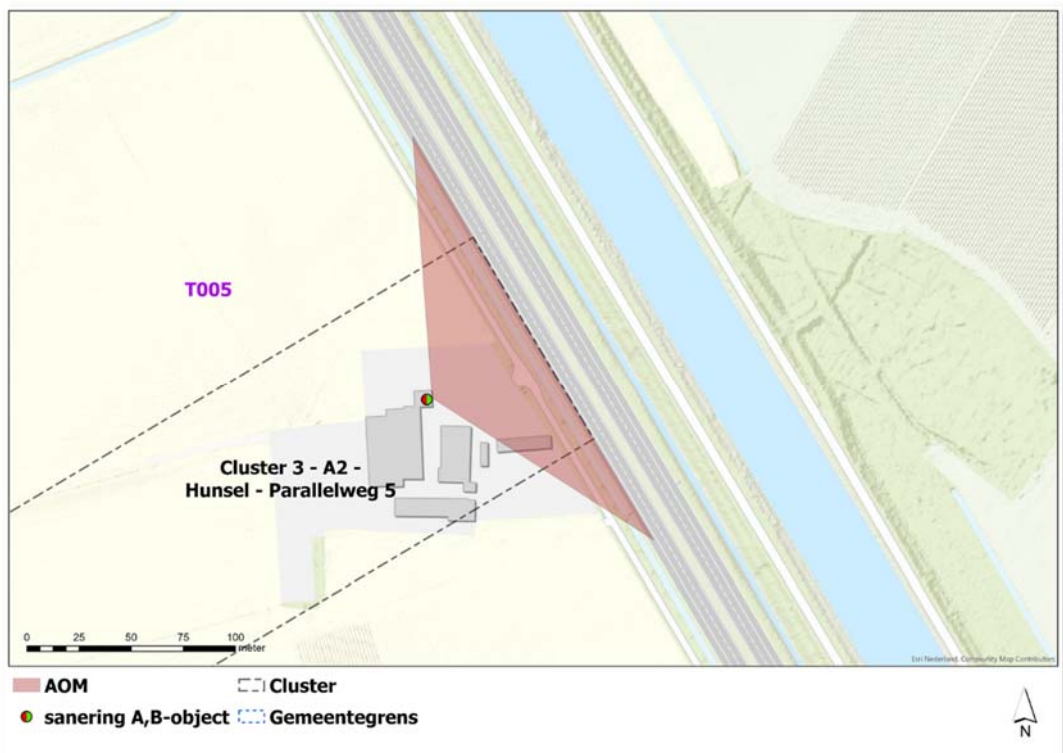 T005
Cluster 3 - A2 -
Hunsel - Parallelweg 5
0 25 50 75 100
meter
Esri Nederland, Community Map Contributors
AOM
Cluster
sanering A,B-object
Gemeentegrens
N